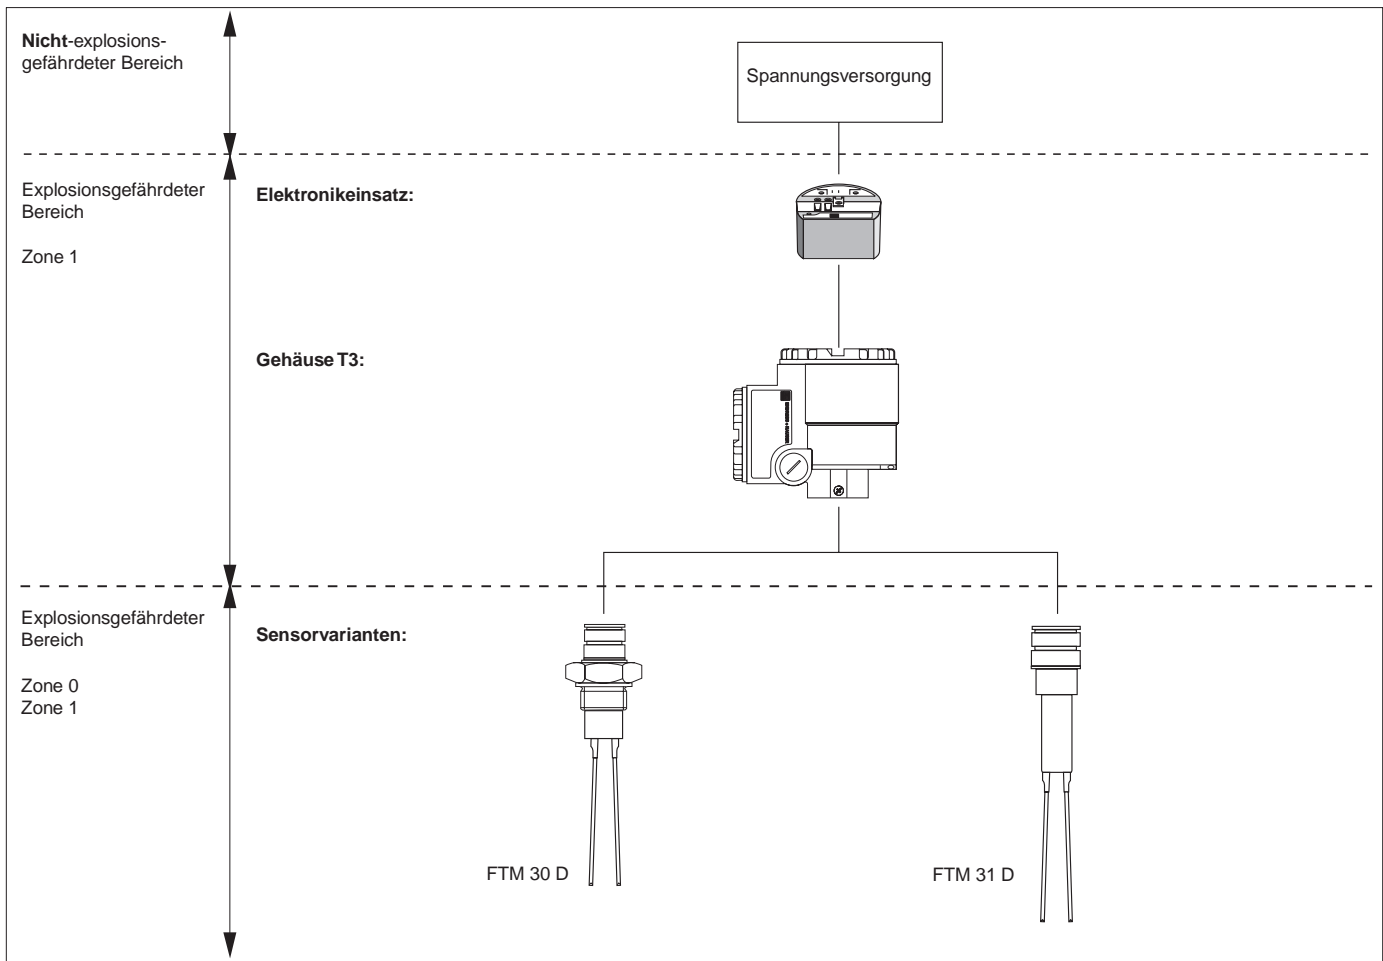 Nicht-explosions-
gefährdeter Bereich
Spannungsversorgung
Explosionsgefährdeter
Bereich
Zone 1
Elektronikeinsatz:
Gehäuse T3:
Explosionsgefährdeter
Bereich
Zone 0
Zone 1
Sensorvarianten:
FTM 30 D
FTM 31 D